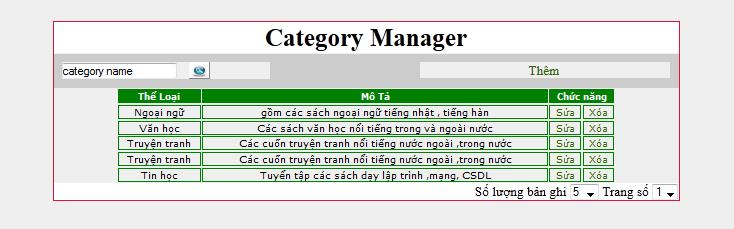 Category Manager
category name Thêm
Thể Loại Mô Tả Chức năng
Ngoại ngữ gồm các sách ngoại ngữ tiếng nhật , tiếng hàn Sửa Xóa
Văn học Các sách văn học nổi tiếng trong và ngoài nước Sửa Xóa
Truyện tranh Các cuốn truyện tranh nổi tiếng nước ngoài ,trong nước Sửa Xóa
Truyện tranh Các cuốn truyện tranh nổi tiếng nước ngoài ,trong nước Sửa Xóa
Tin học Tuyển tập các sách dạy lập trình ,mạng, CSDL Sửa Xóa
Số lượng bản ghi 5 Trang số 1